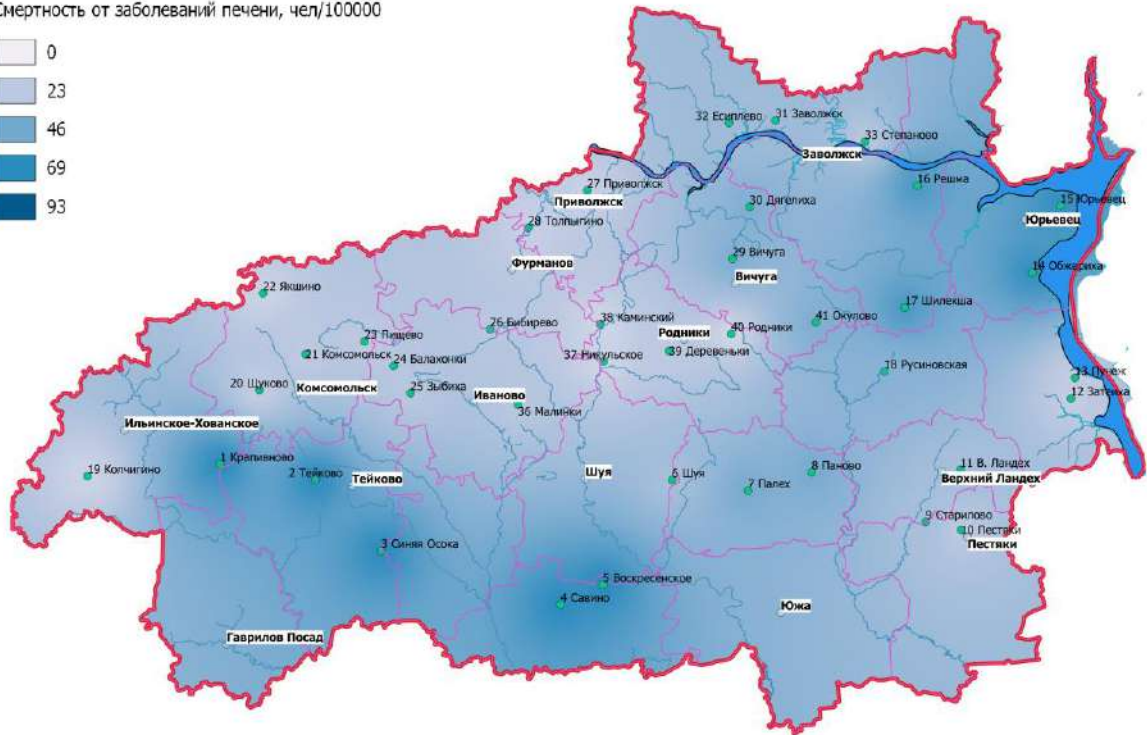 Смертность от заболеваний печени, чел/100000
0
23
46
69
93
32 Есиплево
31 Заволжск
33 Степаново
Заволжск
16 Решма
27 Приволжск
Приволжск
30 Дягелиха
15 Юрьевец
Юрьевец
28 Толпыгино
Фурманов
29 Вичуга
Вичуга
14 Обжериха
22 Якшино
17 Шилекша
26 Бибирево
38 Каминский
Родники
40 Родники
41 Окулово
23 Пищево
21 Комсомольск
24 Балахонки
37 Никульское
39 Деревеньки
18 Русиновская
13 Пучеж
20 Щуково
Комсомольск
25 Зыбиха
Иваново
36 Малинки
12 Затеиха
Ильинское-Хованское
1 Крапивново
2 Тейково
Тейково
19 Колчигино
Шуя
6 Шуя
8 Паново
7 Палех
11 В. Ландех
Верхний Ландех
9 Старилово
10 Пестяки
Пестяки
3 Синяя Осока
5 Воскресенское
4 Савино
Южа
Гаврилов Посад